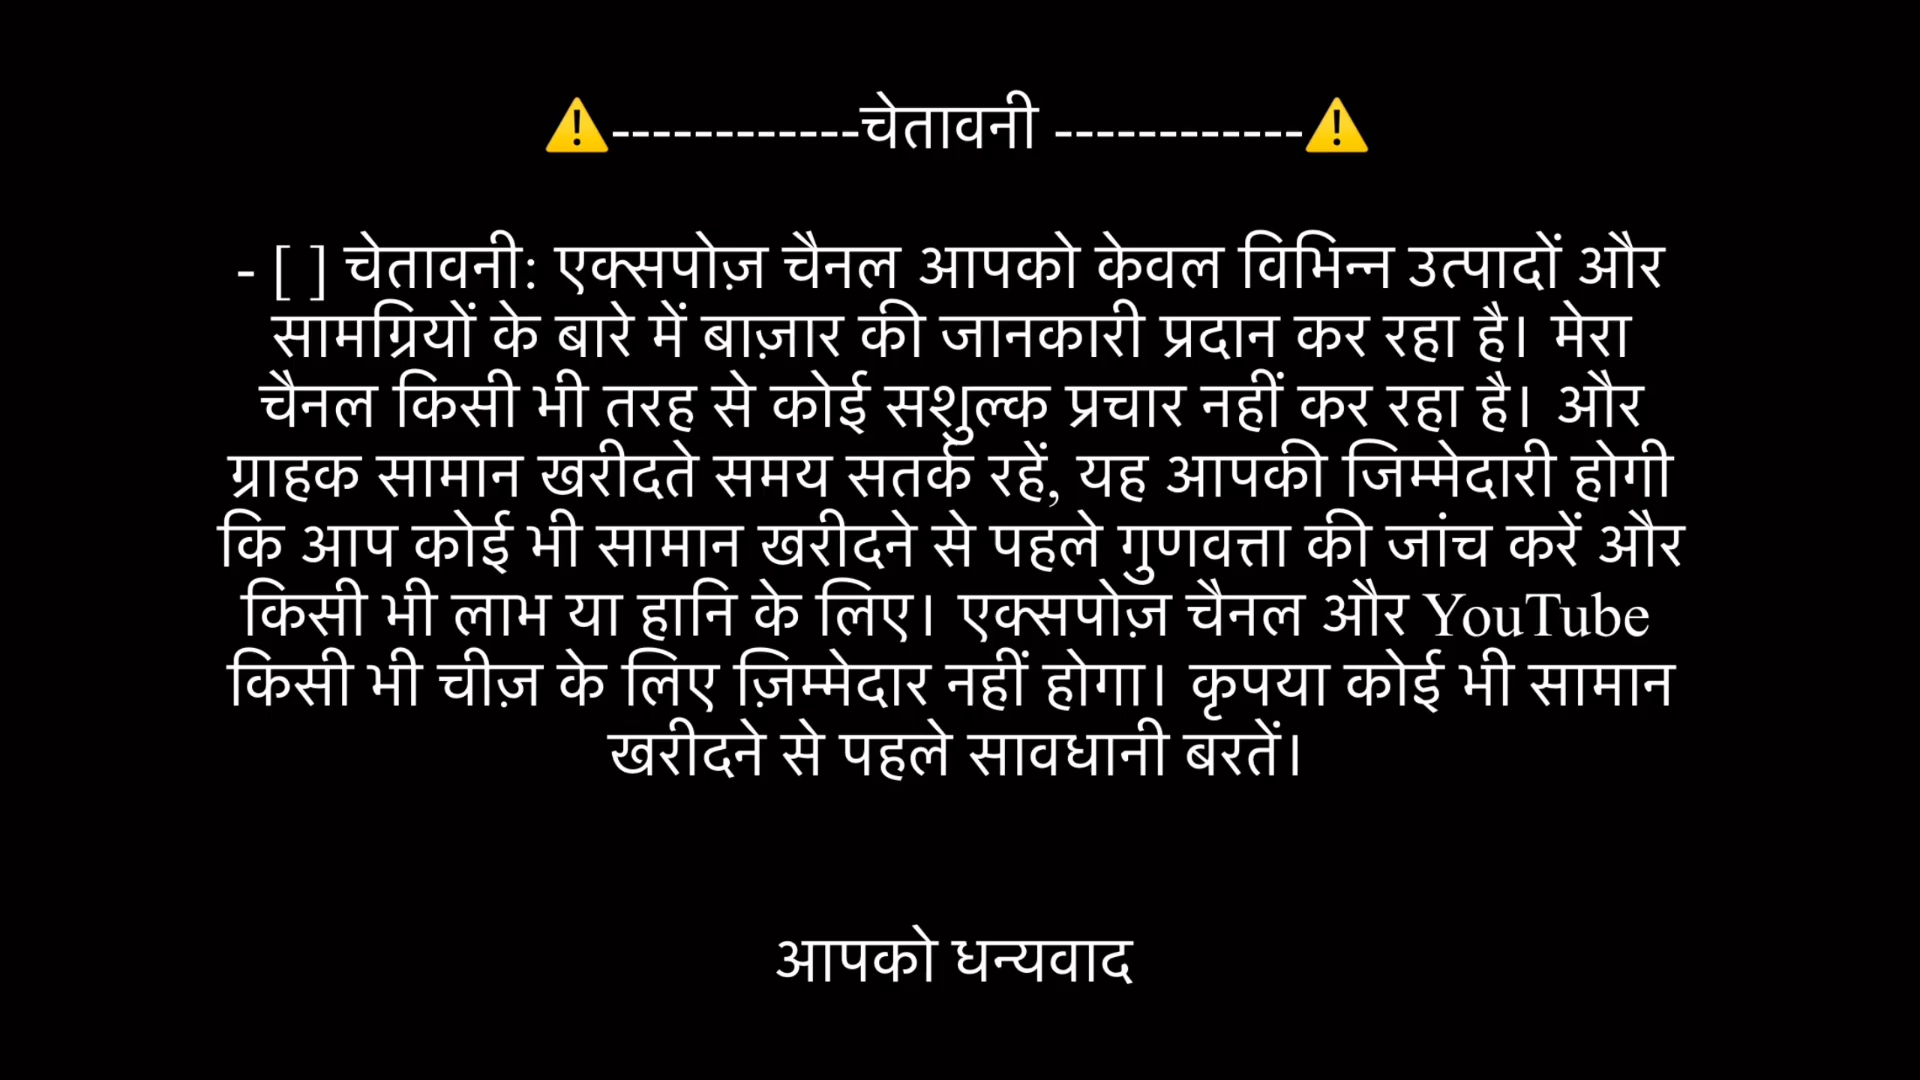 ⚠️------------चेतावनी ------------⚠️
- [ ] चेतावनी: एक्सपोज़ चैनल आपको केवल विभिन्न उत्पादों और
सामग्रियों के बारे में बाज़ार की जानकारी प्रदान कर रहा है। मेरा
चैनल किसी भी तरह से कोई सशुल्क प्रचार नहीं कर रहा है। और
ग्राहक सामान खरीदते समय सतर्क रहें, यह आपकी जिम्मेदारी होगी
कि आप कोई भी सामान खरीदने से पहले गुणवत्ता की जांच करें और
किसी भी लाभ या हानि के लिए। एक्सपोज़ चैनल और YouTube
किसी भी चीज़ के लिए ज़िम्मेदार नहीं होगा। कृपया कोई भी सामान
खरीदने से पहले सावधानी बरतें।
आपको धन्यवाद